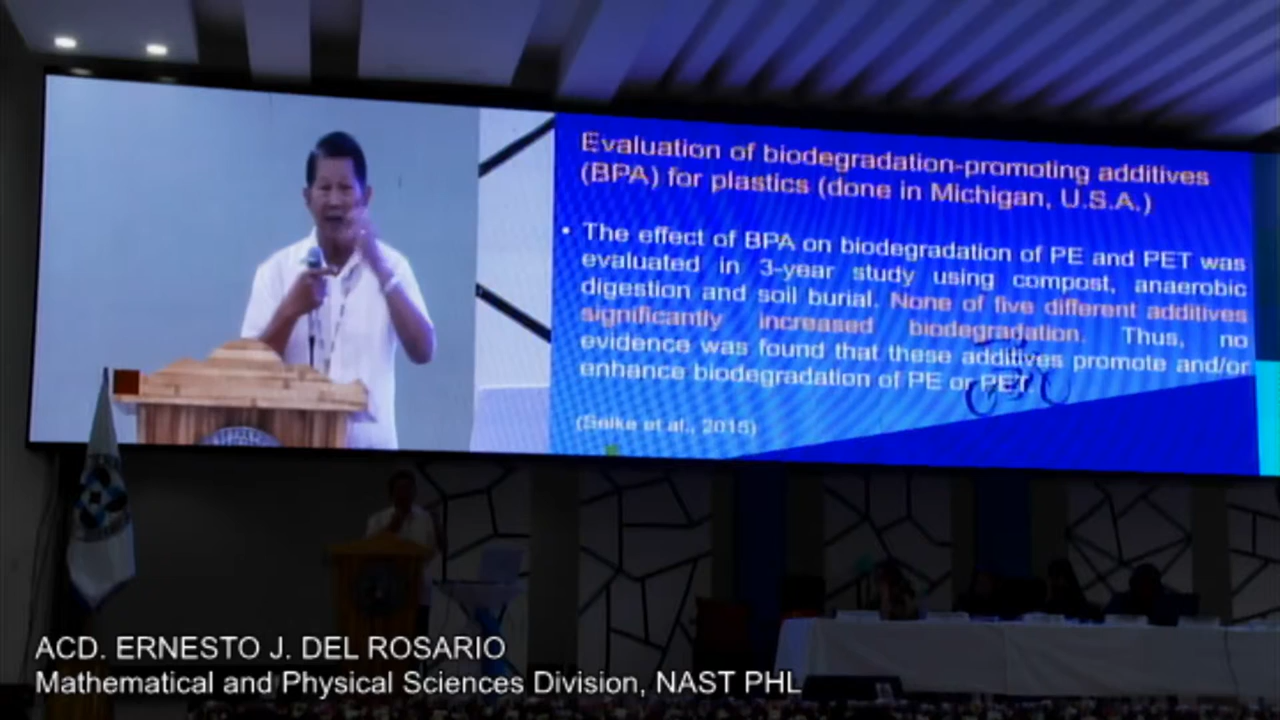 Evaluation of biodegradation-promoting additives
(BPA) for plastics (done in Michigan, U.S.A.)
• The effect of BPA on biodegradation of PE and PET was
evaluated in 3-year study using compost, anaerobic
digestion and soil burial. None of five different additives
significantly increased biodegradation. Thus, no
evidence was found that these additives promote and/or
enhance biodegradation of PE or PET
(Selke et al., 2015)
ACD. ERNESTO J. DEL ROSARIO
Mathematical and Physical Sciences Division, NAST PHL